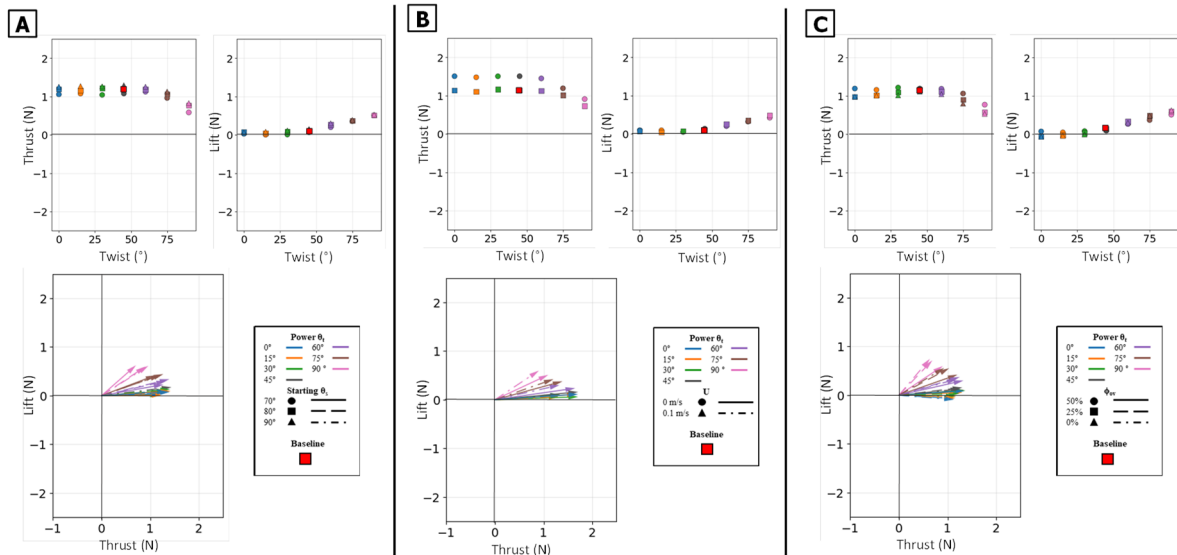 A
2
1
0
−1
−2
Thrust (N)
0
25
50
75
Twist (°)
2
1
0
−1
−2
Lift (N)
0
25
50
75
Twist (°)
2
1
0
−1
−2
Lift (N)
−1
0
1
2
Thrust (N)
Power θt
0° 60°
15° 75°
30° 90 °
45°
Starting θs
70°
80°
90°
Baseline
B
2
1
0
−1
−2
Thrust (N)
0
25
50
75
Twist (°)
2
1
0
−1
−2
Lift (N)
0
25
50
75
Twist (°)
2
1
0
−1
−2
Lift (N)
−1
0
1
2
Thrust (N)
Power θt
0° 60°
15° 75°
30° 90 °
45°
U
0 m/s
0.1 m/s
Baseline
C
2
1
0
−1
−2
Thrust (N)
0
25
50
75
Twist (°)
2
1
0
−1
−2
Lift (N)
0
25
50
75
Twist (°)
2
1
0
−1
−2
Lift (N)
−1
0
1
2
Thrust (N)
Power θt
0° 60°
15° 75°
30° 90 °
45°
50%
25%
0%
Baseline